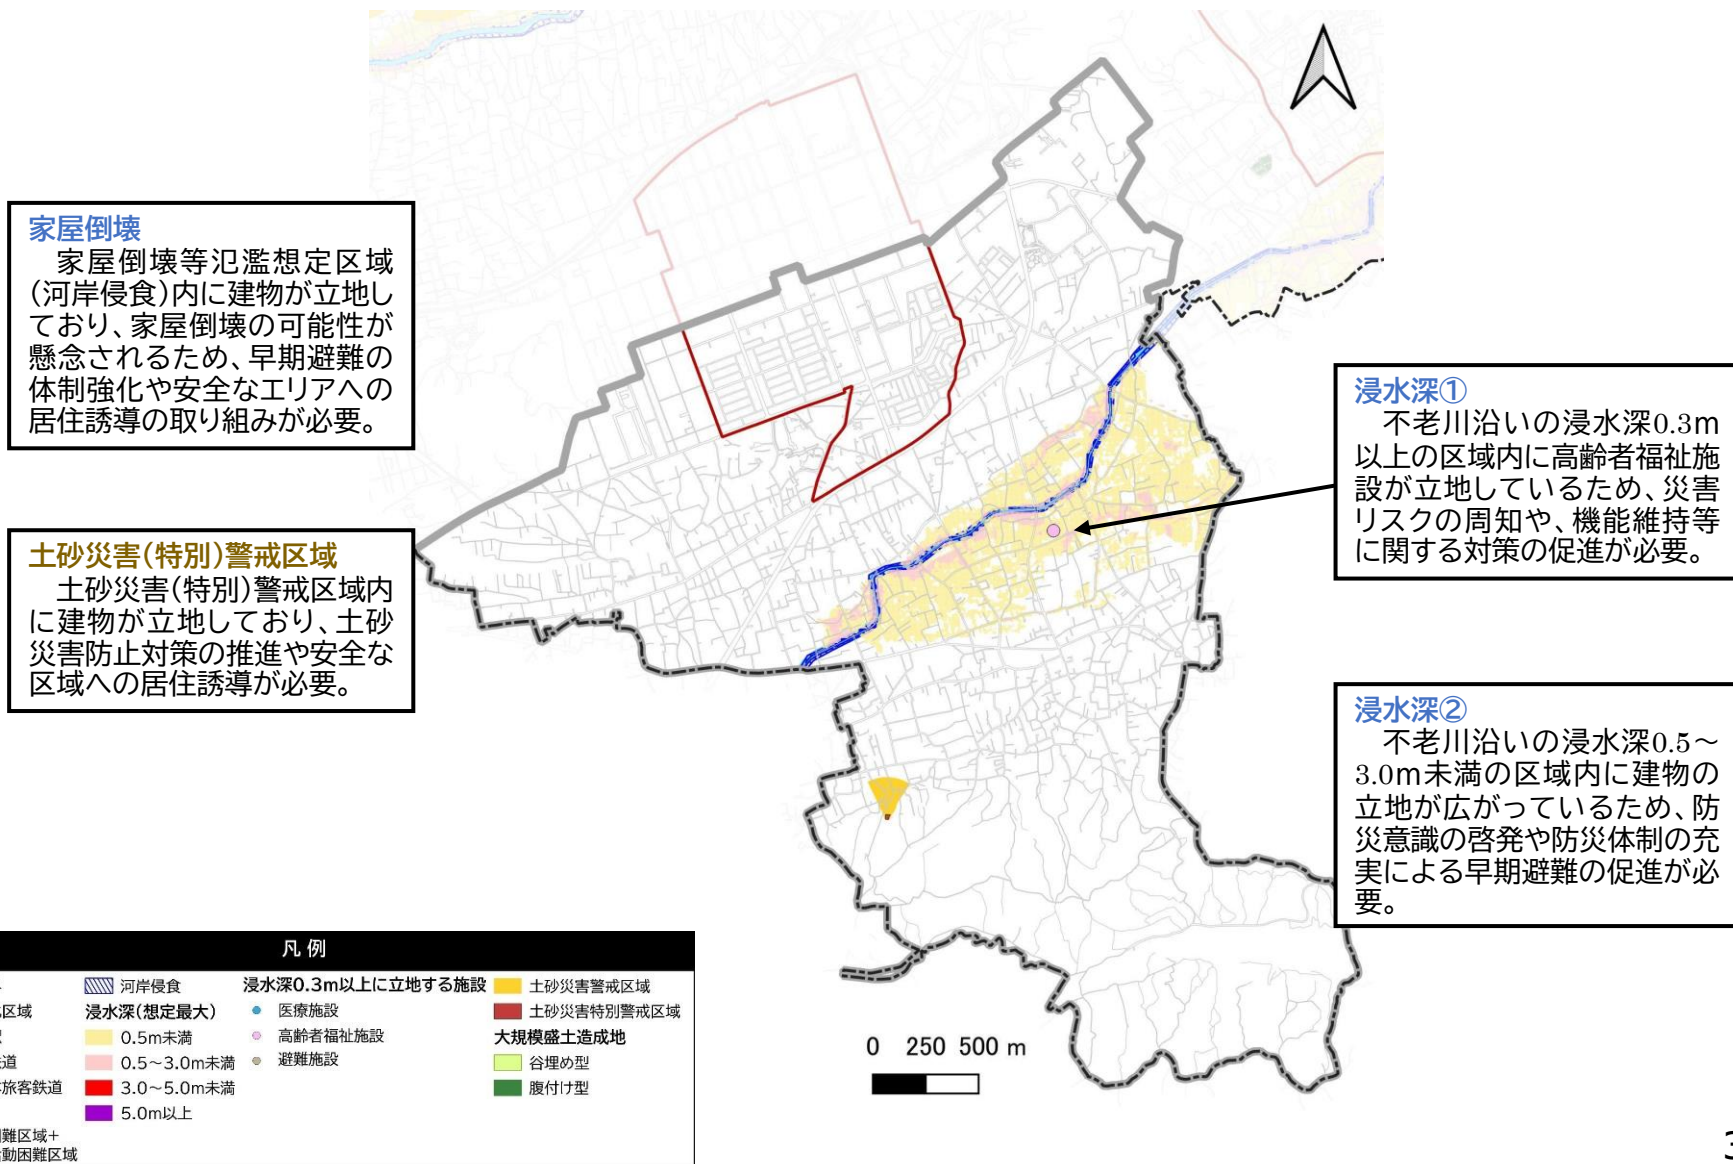 家屋倒壊
家屋倒壊等氾濫想定区域
(河岸侵食)内に建物が立地し
ており、家屋倒壊の可能性が
懸念されるため、早期避難の
体制強化や安全なエリアへの
居住誘導の取り組みが必要。
土砂災害(特別)警戒区域
土砂災害(特別)警戒区域内
に建物が立地しており、土砂
災害防止対策の推進や安全な
区域への居住誘導が必要。
浸水深①
不老川沿いの浸水深0.3m
以上の区域内に高齢者福祉施
設が立地しているため、災害
リスクの周知や、機能維持等
に関する対策の促進が必要。
浸水深②
不老川沿いの浸水深0.5～
3.0m未満の区域内に建物の
立地が広がっているため、防
災意識の啓発や防災体制の充
実による早期避難の促進が必
要。
凡例
区域
道
旅客鉄道
難区域+
動困難区域
河岸侵食
浸水深(想定最大)
0.5m未満
0.5～3.0m未満
3.0～5.0m未満
5.0m以上
浸水深0.3m以上に立地する施設
医療施設
高齢者福祉施設
避難施設
土砂災害警戒区域
土砂災害特別警戒区域
大規模盛土造成地
谷埋め型
腹付け型
0 250 500 m